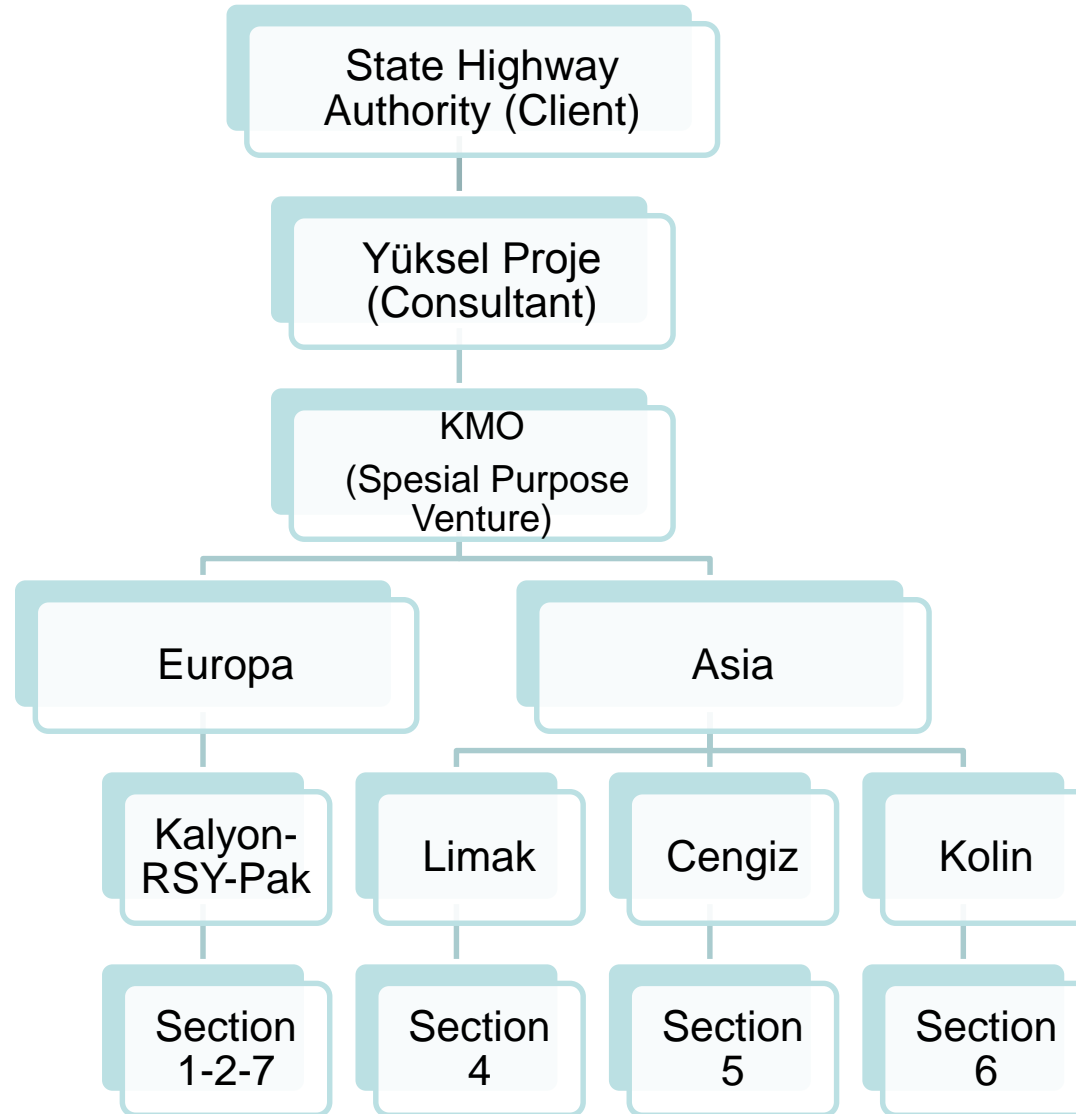 State Highway
Authority (Client)
Yüksel Proje
(Consultant)
KMO
(Spesial Purpose
Venture)
Europa
Asia
Kalyon-
RSY-Pak
Limak
Cengiz
Kolin
Section
1-2-7
Section
4
Section
5
Section
6